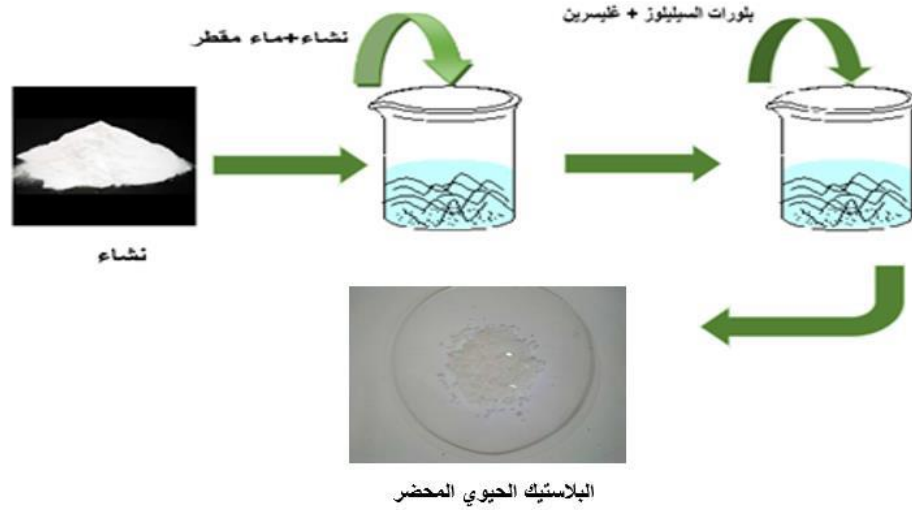 نشاء+ماء مقطر
بلورات السيليلوز + غليسرين
نشاء
البلاستيك الحيوي المحضر